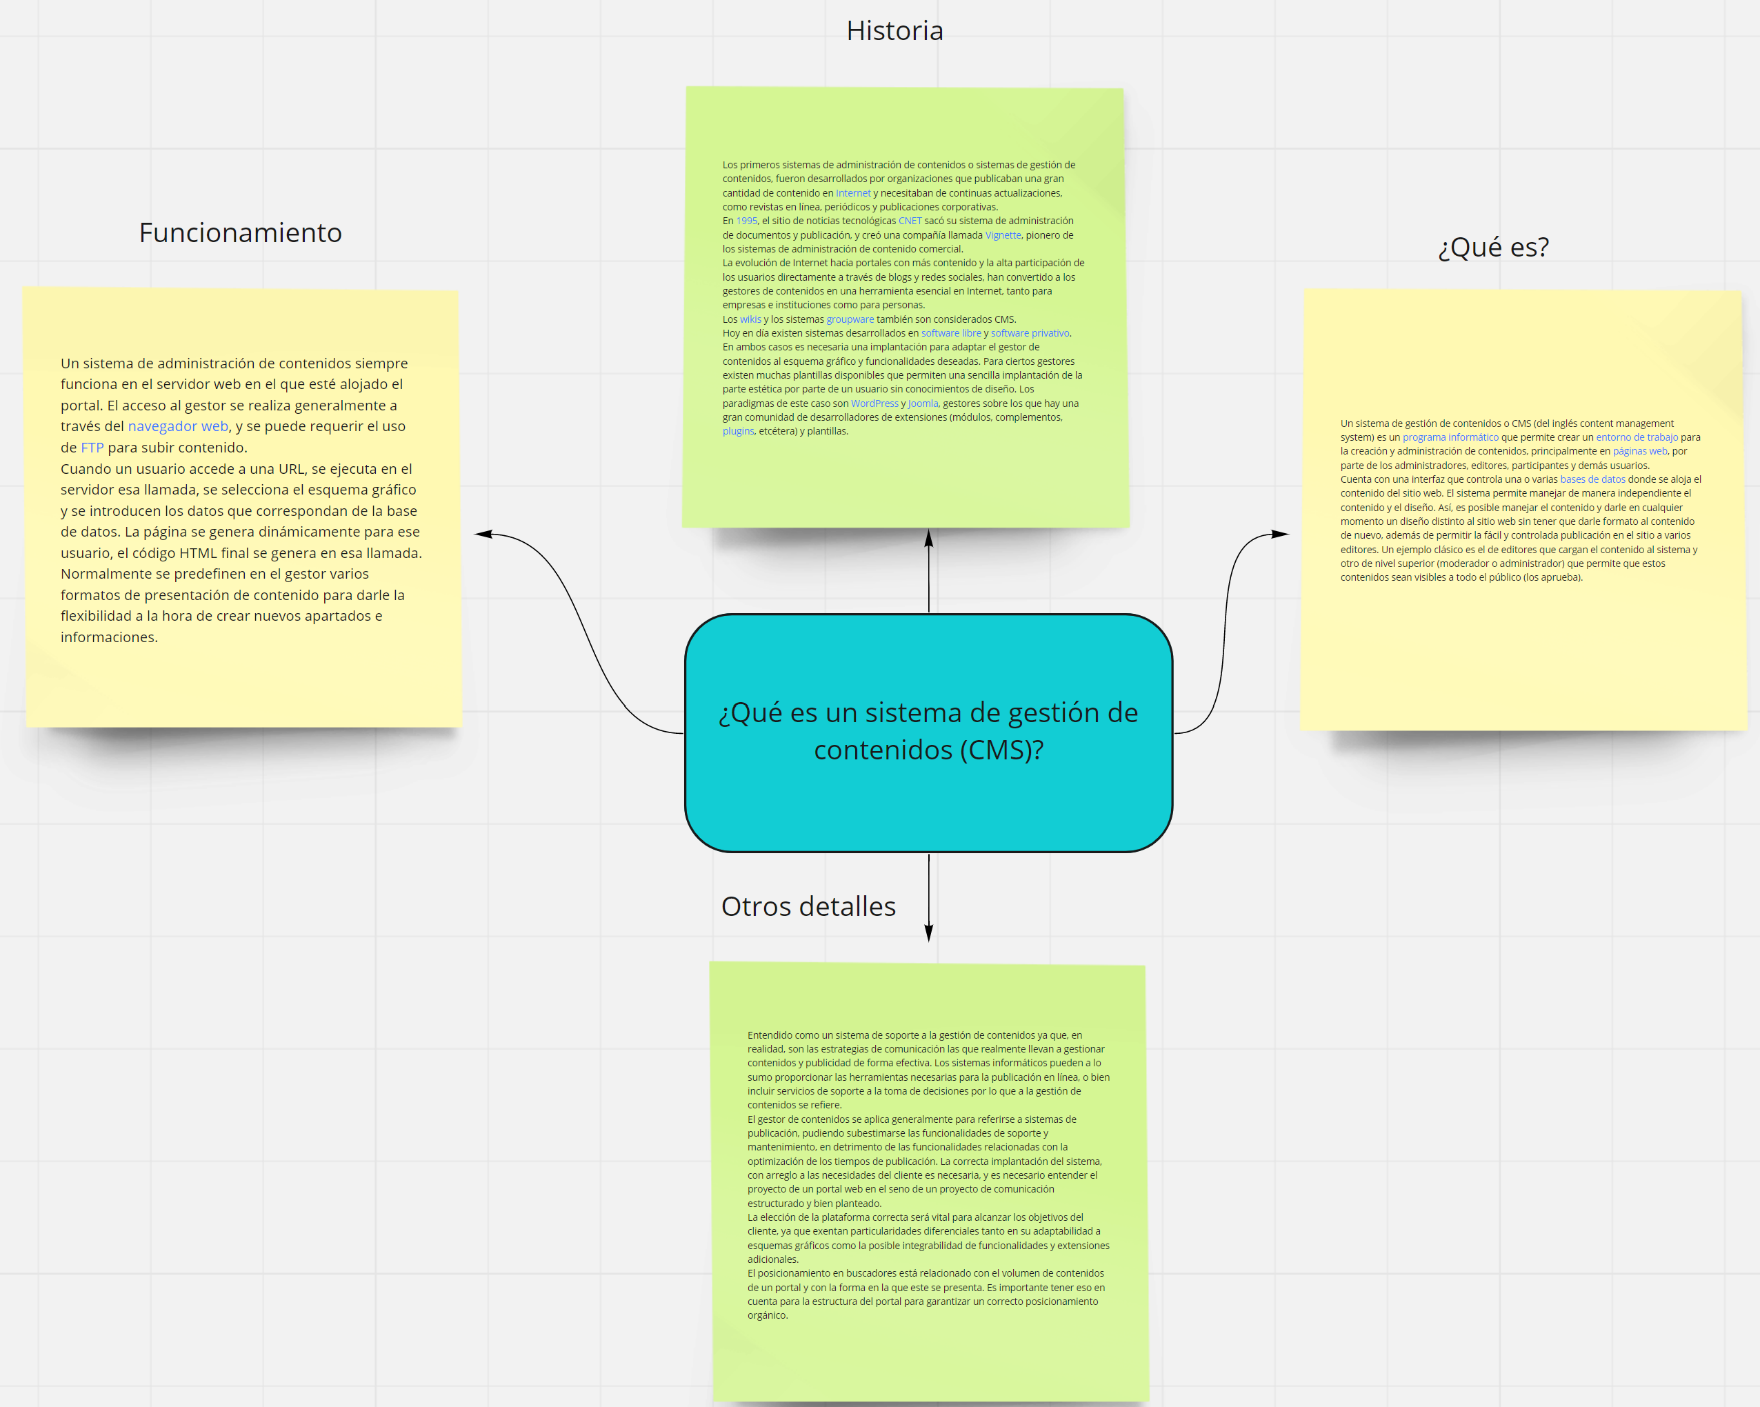 Historia
Los primeros sistemas de administración de contenidos o sistemas de gestión de
contenidos, fueron desarrollados por organizaciones que publicaban una gran
cantidad de contenido en Internet y necesitaban de continuas actualizaciones,
como revistas en línea, periódicos y publicaciones corporativas.
En 1995, el sitio de noticias tecnológicas CNET sacó su sistema de administración
de documentos y publicación, y creó una compañía llamada Vignette, pionero de
los sistemas de administración de contenido comercial.
La evolución de Internet hacia portales con más contenido y la alta participación de
los usuarios directamente a través de blogs y redes sociales, han convertido a los
gestores de contenidos en una herramienta esencial en Internet, tanto para
empresas e instituciones como para personas.
Los wikis y los sistemas groupware también son considerados CMS.
Hoy en día existen sistemas desarrollados en software libre y software privativo.
En ambos casos es necesaria una implantación para adaptar el gestor de
contenidos al esquema gráfico y funcionalidades deseadas. Para ciertos gestores
existen muchas plantillas disponibles que permiten una sencilla implantación de la
parte estética por parte de un usuario sin conocimientos de diseño. Los
paradigmas de este caso son WordPress y Joomla, gestores sobre los que hay una
gran comunidad de desarrolladores de extensiones (módulos, complementos,
plugins, etcétera) y plantillas.
Funcionamiento
Un sistema de administración de contenidos siempre
funciona en el servidor web en el que esté alojado el
portal. El acceso al gestor se realiza generalmente a
través del navegador web, y se puede requerir el uso
de FTP para subir contenido.
Cuando un usuario accede a una URL, se ejecuta en el
servidor esa llamada, se selecciona el esquema gráfico
y se introducen los datos que correspondan de la base
de datos. La página se genera dinámicamente para ese
usuario, el código HTML final se genera en esa llamada.
Normalmente se predefinen en el gestor varios
formatos de presentación de contenido para darle la
flexibilidad a la hora de crear nuevos apartados e
informaciones.
¿Qué es?
Un sistema de gestión de contenidos o CMS (del inglés content management
system) es un programa informático que permite crear un entorno de trabajo para
la creación y administración de contenidos, principalmente en páginas web, por
parte de los administradores, editores, participantes y demás usuarios.
Cuenta con una interfaz que controla una o varias bases de datos donde se aloja el
contenido del sitio web. El sistema permite manejar de manera independiente el
contenido y el diseño. Así, es posible manejar el contenido y darle en cualquier
momento un diseño distinto al sitio web sin tener que darle formato al contenido
de nuevo, además de permitir la fácil y controlada publicación en el sitio a varios
editores. Un ejemplo clásico es el de editores que cargan el contenido al sistema y
otro de nivel superior (moderador o administrador) que permite que estos
contenidos sean visibles a todo el público (los aprueba).
¿Qué es un sistema de gestión de
contenidos (CMS)?
Otros detalles
Entendido como un sistema de soporte a la gestión de contenidos ya que, en
realidad, son las estrategias de comunicación las que realmente llevan a gestionar
contenidos y publicidad de forma efectiva. Los sistemas informáticos pueden a lo
sumo proporcionar las herramientas necesarias para la publicación en línea, o bien
incluir servicios de soporte a la toma de decisiones por lo que a la gestión de
contenidos se refiere.
El gestor de contenidos se aplica generalmente para referirse a sistemas de
publicación, pudiendo subestimarse las funcionalidades de soporte y
mantenimiento, en detrimento de las funcionalidades relacionadas con la
optimización de los tiempos de publicación. La correcta implantación del sistema,
con arreglo a las necesidades del cliente es necesaria, y es necesario entender el
proyecto de un portal web en el seno de un proyecto de comunicación
estructurado y bien planteado.
La elección de la plataforma correcta será vital para alcanzar los objetivos del
cliente, ya que exentan particularidades diferenciales tanto en su adaptabilidad a
esquemas gráficos como la posible integrabilidad de funcionalidades y extensiones
adicionales.
El posicionamiento en buscadores está relacionado con el volumen de contenidos
de un portal y con la forma en la que este se presenta. Es importante tener eso en
cuenta para la estructura del portal para garantizar un correcto posicionamiento
orgánico.